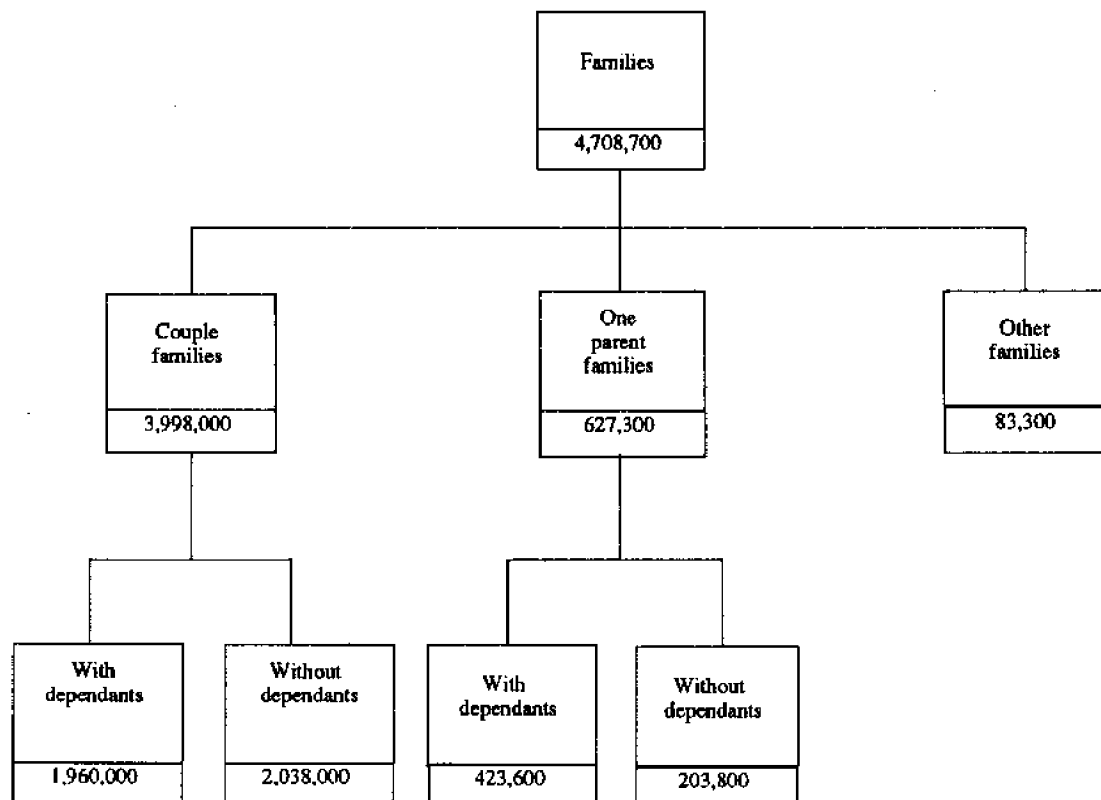 Families
4,708,700
Couple
families
3,998,000
One
parent
families
627,300
Other
families
83,300
With
dependants
1,960,000
Without
dependants
2,038,000
With
dependants
423,600
Without
dependants
203,800